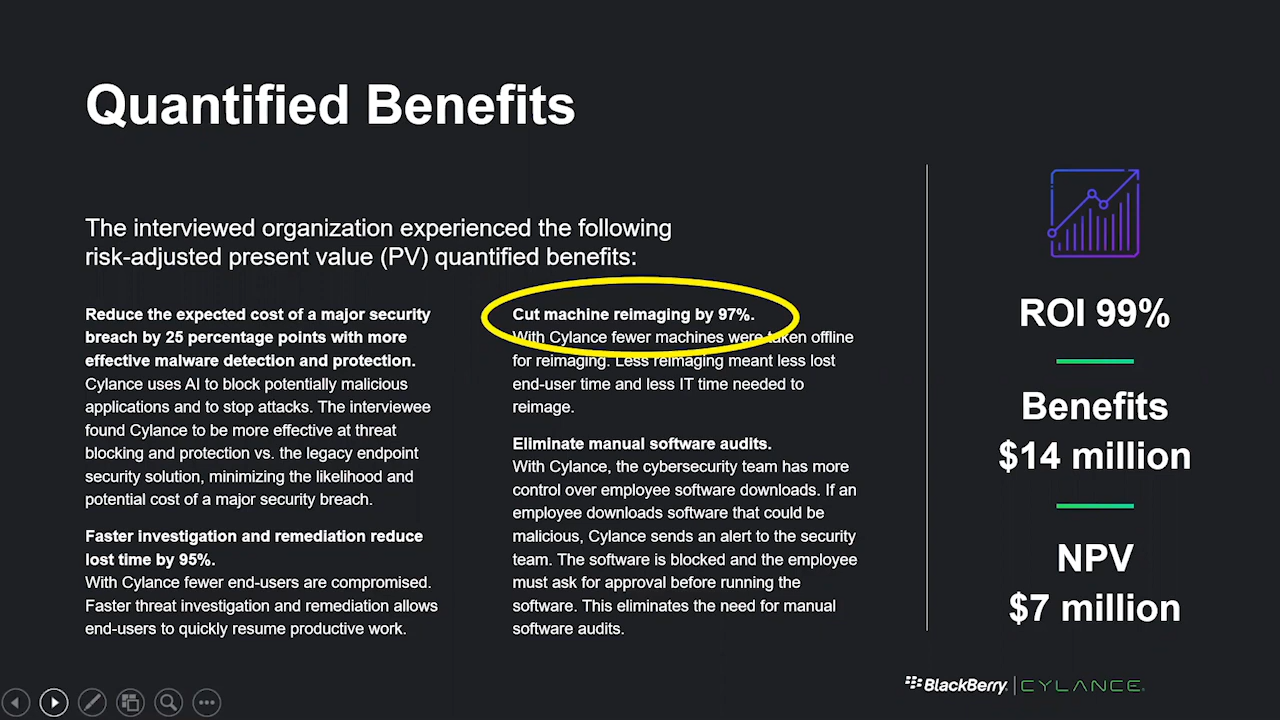 Quantified Benefits
The interviewed organization experienced the following
risk-adjusted present value (PV) quantified benefits:
Reduce the expected cost of a major security
breach by 25 percentage points with more
effective malware detection and protection.
Cylance uses AI to block potentially malicious
applications and to stop attacks. The interviewee
found Cylance to be more effective at threat
blocking and protection vs. the legacy endpoint
security solution, minimizing the likelihood and
potential cost of a major security breach.
Faster investigation and remediation reduce
lost time by 95%.
With Cylance fewer end-users are compromised.
Faster threat investigation and remediation allows
end-users to quickly resume productive work.
Cut machine reimaging by 97%.
With Cylance fewer machines were taken offline
for reimaging. Less reimaging meant less lost
end-user time and less IT time needed to
reimage.
Eliminate manual software audits.
With Cylance, the cybersecurity team has more
control over employee software downloads. If an
employee downloads software that could be
malicious, Cylance sends an alert to the security
team. The software is blocked and the employee
must ask for approval before running the
software. This eliminates the need for manual
software audits.
ROI 99%
Benefits
$14 million
NPV
$7 million
BlackBerry | CYLANCE